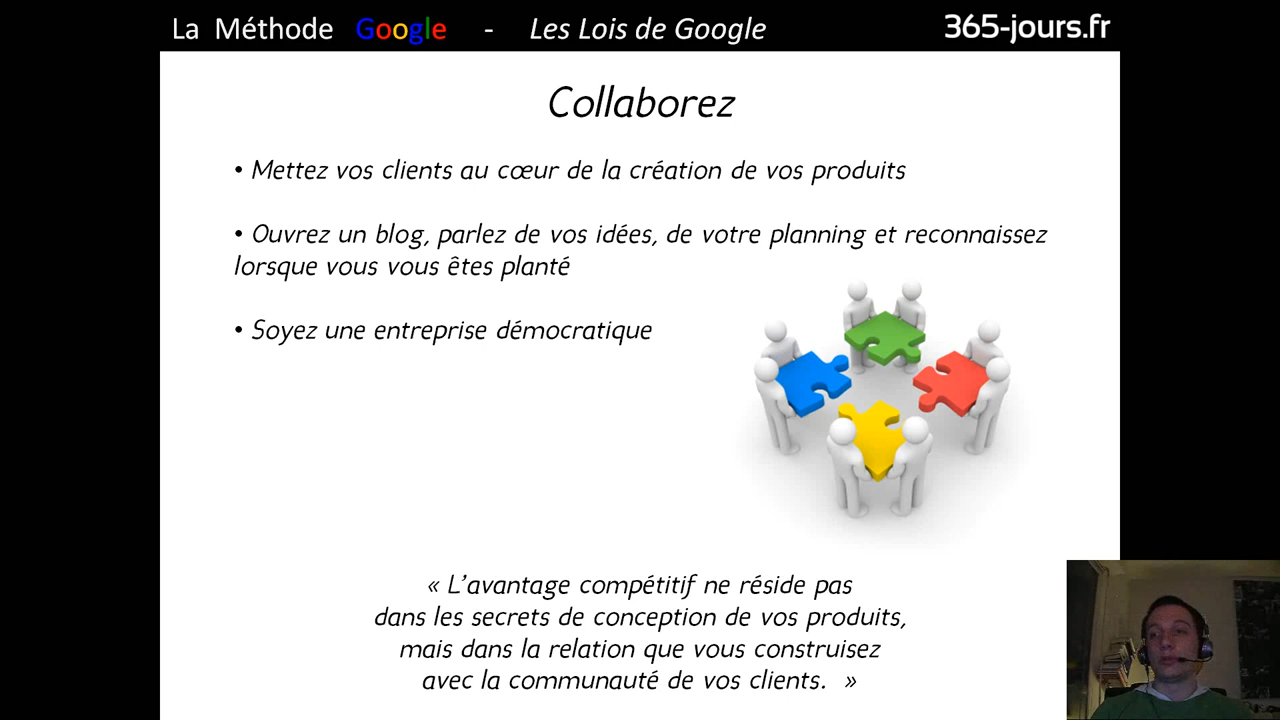 La Méthode Google - Les Lois de Google
365-jours.fr
Collaborez
• Mettez vos clients au cœur de la création de vos produits
• Ouvrez un blog, parlez de vos idées, de votre planning et reconnaissez
lorsque vous vous êtes planté
• Soyez une entreprise démocratique
« L'avantage compétitif ne réside pas
dans les secrets de conception de vos produits,
mais dans la relation que vous construisez
avec la communauté de vos clients. »